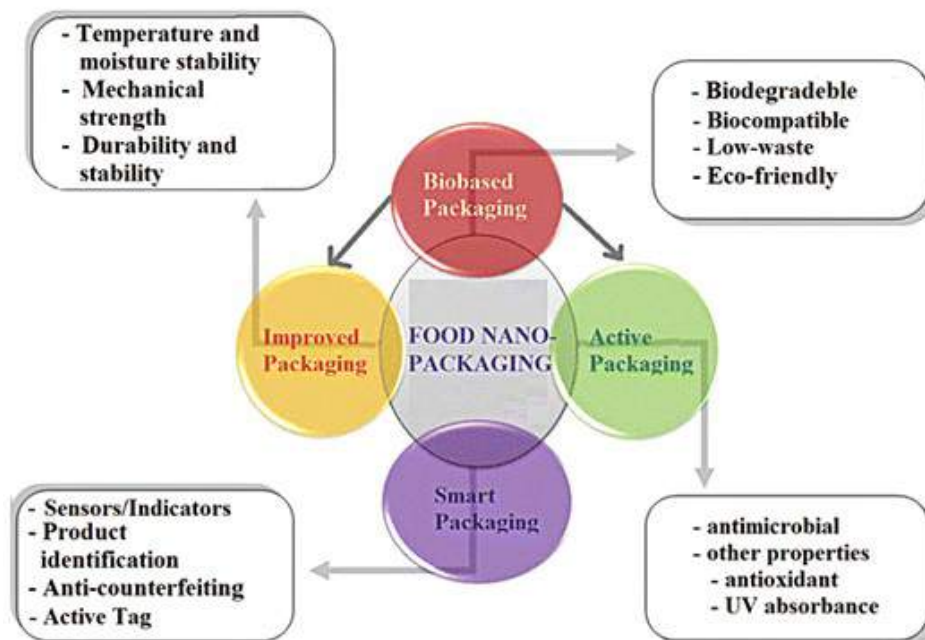 - Temperature and
moisture stability
- Mechanical
strength
- Durability and
stability
- Biodegradeble
- Biocompatible
- Low-waste
- Eco-friendly
Biobased
Packaging
Improved
Packaging
FOOD NANO-
PACKAGING
Active
Packaging
Smart
Packaging
- Sensors/Indicators
- Product
identification
- Anti-counterfeiting
- Active Tag
- antimicrobial
- other properties
- antioxidant
- UV absorbance